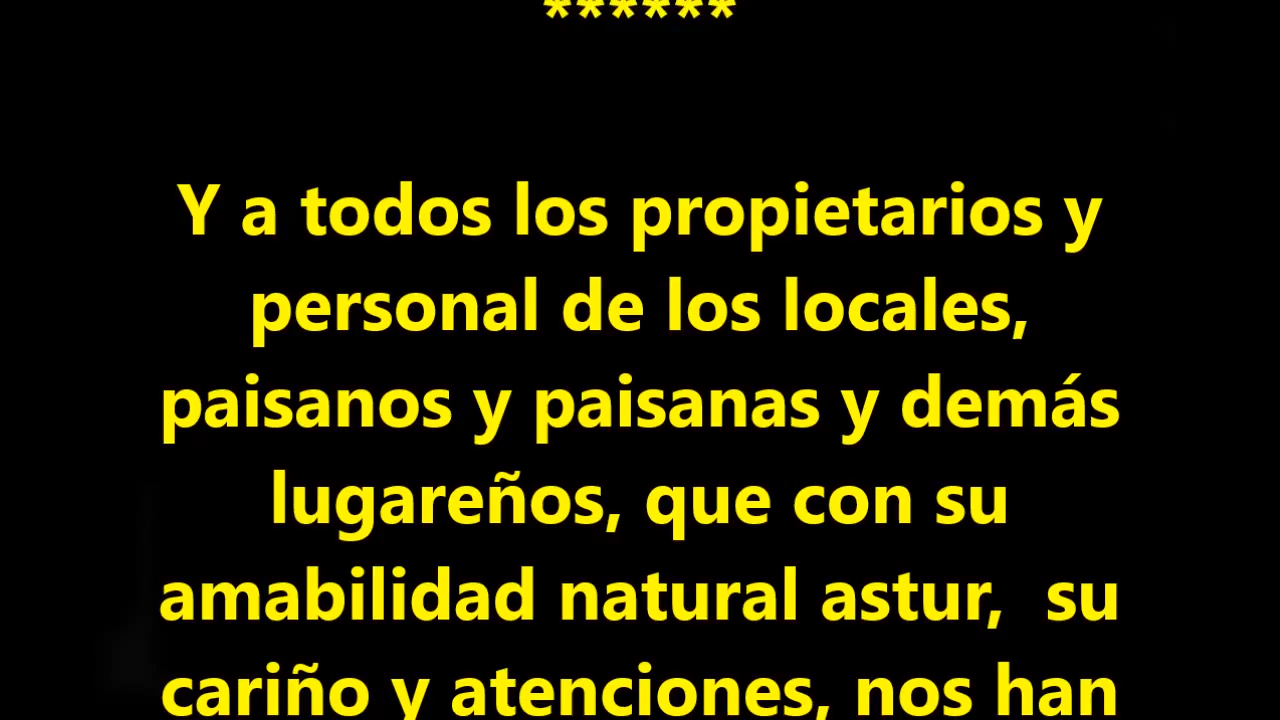 ******
Y a todos los propietarios y
personal de los locales,
paisanos y paisanas y demás
lugareños, que con su
amabilidad natural astur,  su
cariño y atenciones, nos han